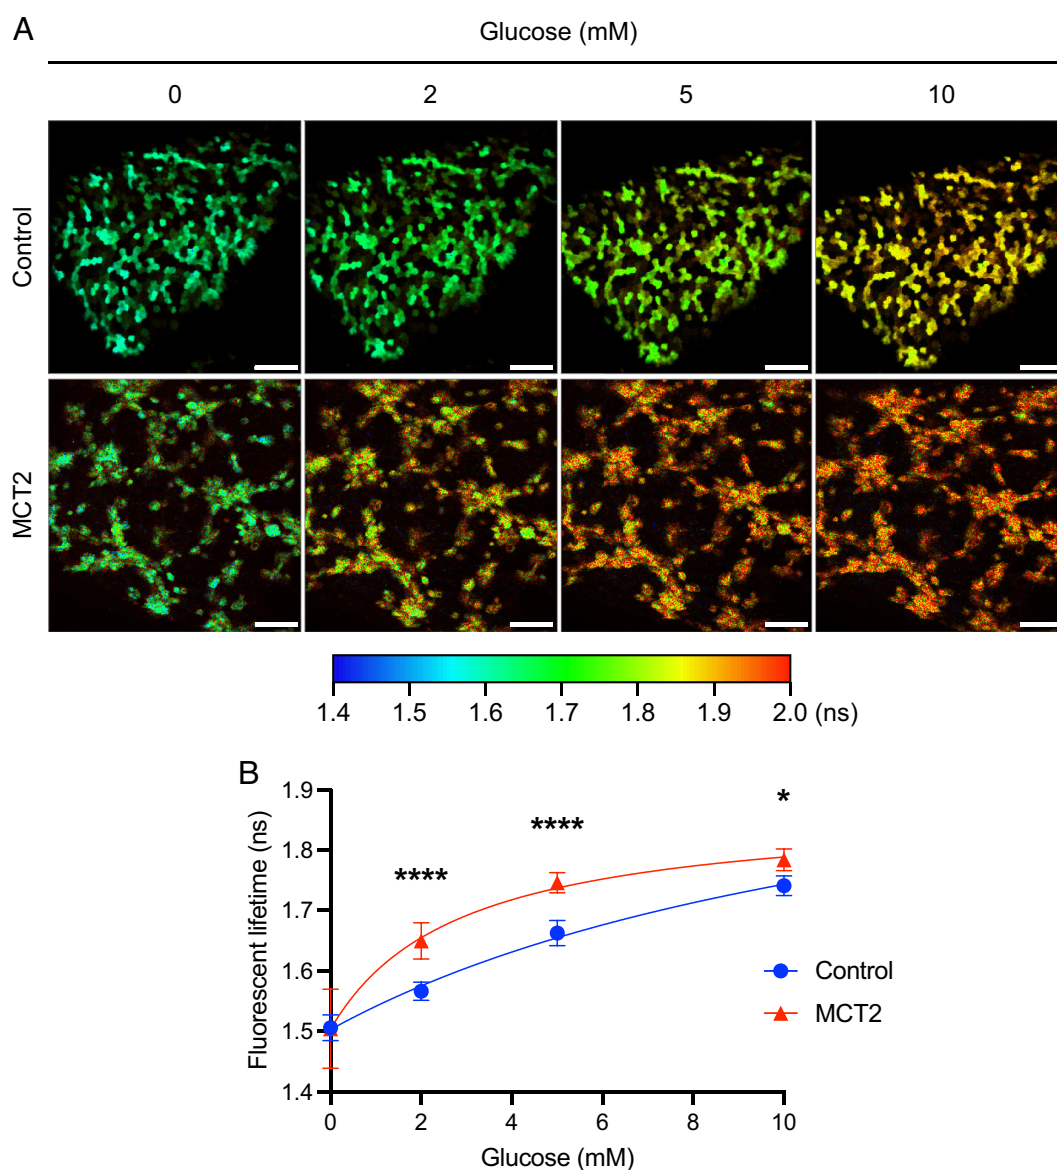 A
Glucose (mM)
0 2 5 10
Control
MCT2
1.4 1.5 1.6 1.7 1.8 1.9 2.0 (ns)
B
Fluorescent lifetime (ns)
1.9
1.8
1.7
1.6
1.5
1.4
****
****
*
Control
MCT2
0 2 4 6 8 10
Glucose (mM)